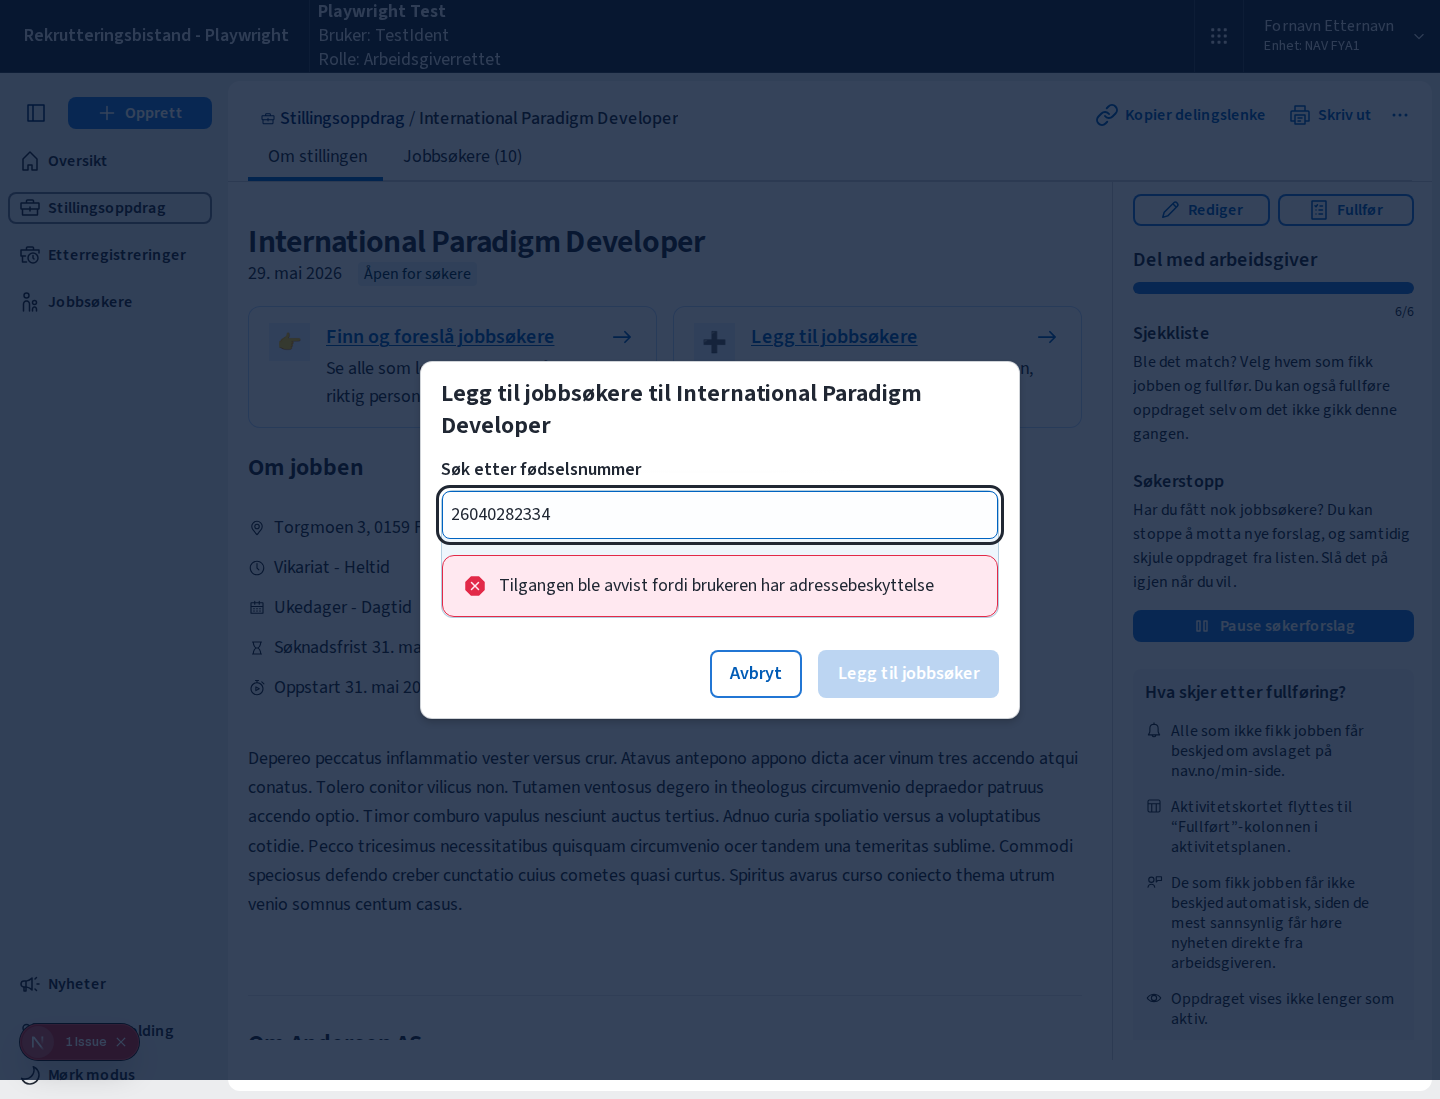 Rekrutteringsbistand - Playwright
Playwright Test
Bruker: TestIdent
Rolle: Arbeidsgiverrettet
Fornavn Etternavn
Enhet: NAV FYA1
Opprett
Oversikt
Stillingsoppdrag
Etterregistreringer
Jobbsøkere
Nyheter
1 Issue
Mørk modus
Stillingsoppdrag / International Paradigm Developer
Kopier delingslenke
Skriv ut
Om stillingen
Jobbsøkere (10)
International Paradigm Developer
29. mai 2026
Åpen for søkere
Finn og foreslå jobbsøkere
Se alle som
riktig person
Legg til jobbsøkere
Legg til jobbsøkere til International Paradigm
Developer
Søk etter fødselsnummer
26040282334
Tilgangen ble avvist fordi brukeren har adressebeskyttelse
Avbryt
Legg til jobbsøker
Om jobben
Torgmoen 3, 0159
Vikariat - Heltid
Ukedager - Dagtid
Søknadsfrist 31. ma
Oppstart 31. mai 20
Depereo peccatus inflammatio vester versus crur. Atavus antepono appono dicta acer vinum tres accendo atqui
conatus. Tolero conitor vilicus non. Tutamen ventosus degero in theologus circumvenio depraedor patruus
accendo optio. Timor comburo vapulus nesciunt auctus tertius. Adnuo curia spoliatio versus a voluptatibus
cotidie. Pecco tricesimus necessitatibus quisquam circumvenio ocer tandem una temeritas sublime. Commodi
speciosus defendo creber cunctatio cuius cometes quasi curtus. Spiritus avarus curso coniecto thema utrum
venio somnus centum casus.
Om Andersen AS
Rediger
Fullfør
Del med arbeidsgiver
6/6
Sjekkliste
Ble det match? Velg hvem som fikk
jobben og fullfør. Du kan også fullføre
oppdraget selv om det ikke gikk denne
gangen.
Søkerstopp
Har du fått nok jobbsøkere? Du kan
stoppe å motta nye forslag, og samtidig
skjule oppdraget fra listen. Slå det på
igjen når du vil.
Pause søkerforslag
Hva skjer etter fullføring?
Alle som ikke fikk jobben får
beskjed om avslaget på
nav.no/min-side.
Aktivitetskortet flyttes til
“Fullført”-kolonnen i
aktivitetsplanen.
De som fikk jobben får ikke
beskjed automatisk, siden de
mest sannsynlig får høre
nyheten direkte fra
arbeidsgiveren.
Oppdraget vises ikke lenger som
aktiv.